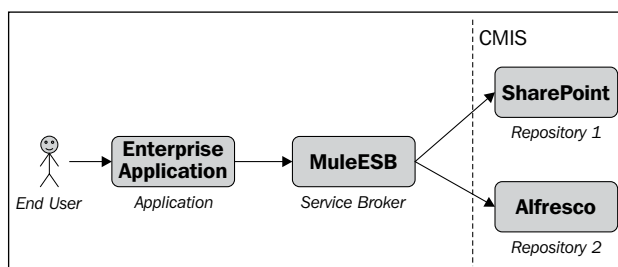 CMIS
SharePoint
Repository 1
Enterprise
Application
MuleESB
End User
Application
Service Broker
Alfresco
Repository 2